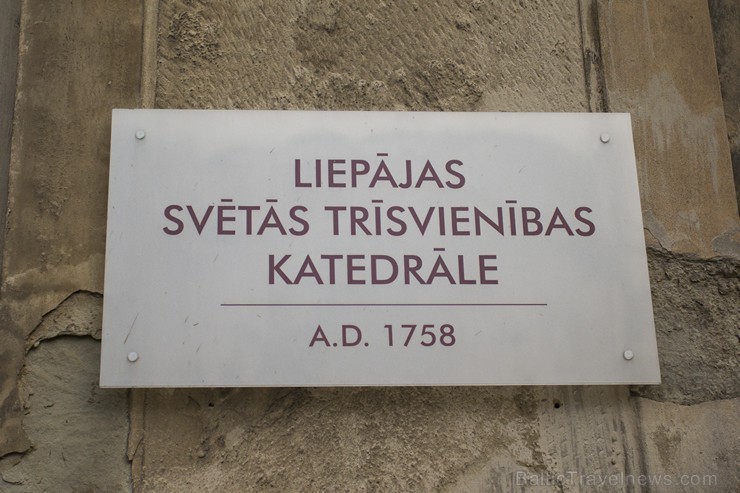 LIEPĀJAS
SVĒTĀS TRĪSVIENĪBAS
KATEDRĀLE
A.D. 1758
BalticTravelnews.com